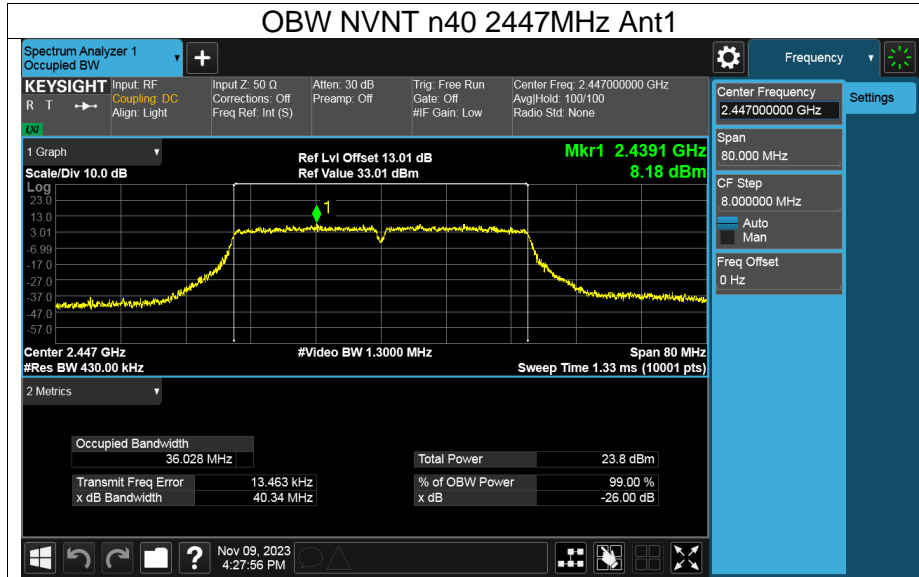 OBW NVNT n40 2447MHz Ant1
Spectrum Analyzer 1
Occupied BW
Frequency
KEYSIGHT
R T
LXI
Input: RF
Coupling: DC
Align: Light
Input Z: 50 Ω
Corrections: Off
Freq Ref: Int (S)
Atten: 30 dB
Preamp: Off
Trig: Free Run
Gate: Off
#IF Gain: Low
Center Freq: 2.447000000 GHz
Avg|Hold: 100/100
Radio Std: None
Center Frequency
2.447000000 GHz
Settings
Span
80.000 MHz
CF Step
8.000000 MHz
Auto
Man
Freq Offset
0 Hz
1 Graph
Ref Lvl Offset 13.01 dB
Mkr1 2.4391 GHz
Scale/Div 10.0 dB
Ref Value 33.01 dBm
8.18 dBm
Log
23.0
13.0
3.01
-6.99
-17.0
-27.0
-37.0
-47.0
-57.0
1
Center 2.447 GHz
#Video BW 1.3000 MHz
Span 80 MHz
#Res BW 430.00 kHz
Sweep Time 1.33 ms (10001 pts)
2 Metrics
Occupied Bandwidth
36.028 MHz
Total Power 23.8 dBm
Transmit Freq Error 13.463 kHz
% of OBW Power 99.00 %
x dB Bandwidth 40.34 MHz
x dB -26.00 dB
Nov 09, 2023
4:27:56 PM